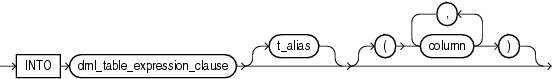 ,
t_alias ( column )
INTO dml_table_expression_clause